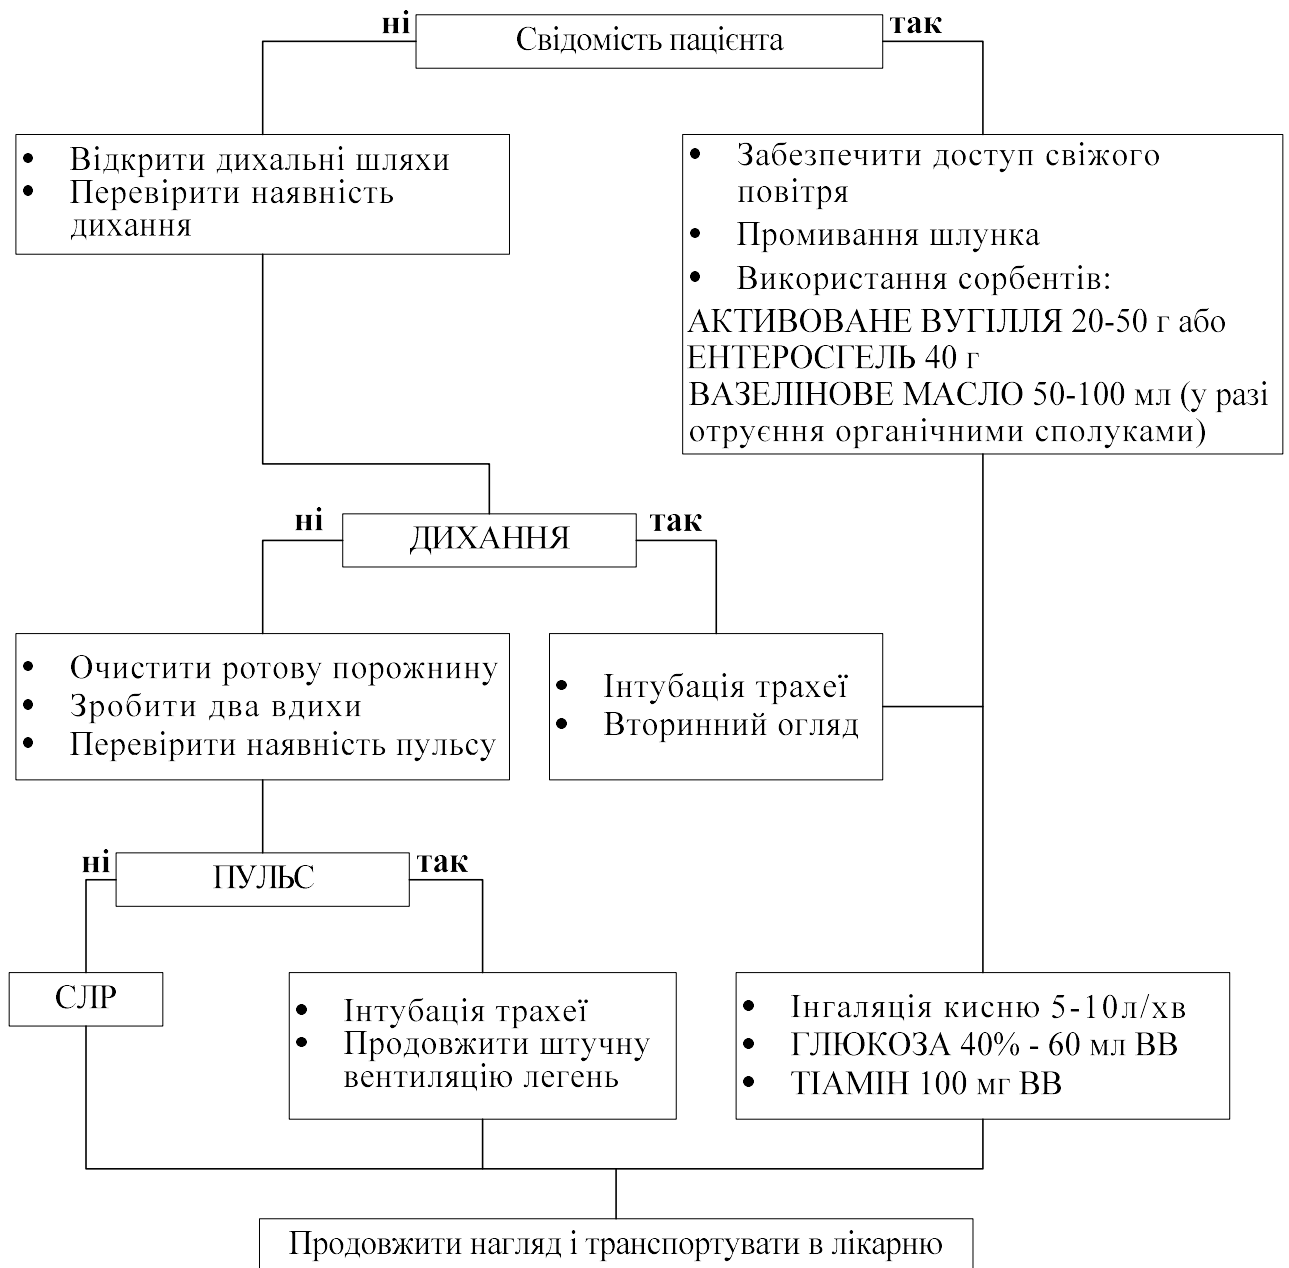 ні
Свідомість пацієнта
так
• Відкрити дихальні шляхи
• Перевірити наявність
дихання
• Забезпечити доступ свіжого
повітря
• Промивання шлунка
• Використання сорбентів:
АКТИВОВАНЕ ВУГІЛЛЯ 20-50 г або
ЕНТЕРОСГЕЛЬ 40 г
ВАЗЕЛІНОВЕ МАСЛО 50-100 мл (у разі
отруєння органічними сполуками)
ні
ДИХАННЯ
так
• Очистити ротову порожнину
• Зробити два вдихи
• Перевірити наявність пульсу
• Інтубація трахеї
• Вторинний огляд
ні
ПУЛЬС
так
СЛР
• Інтубація трахеї
• Продовжити штучну
вентиляцію легень
• Інгаляція кисню 5-10л/хв
• ГЛЮКОЗА 40% - 60 мл ВВ
• ТІАМІН 100 мг ВВ
Продовжити нагляд і транспортувати в лікарню